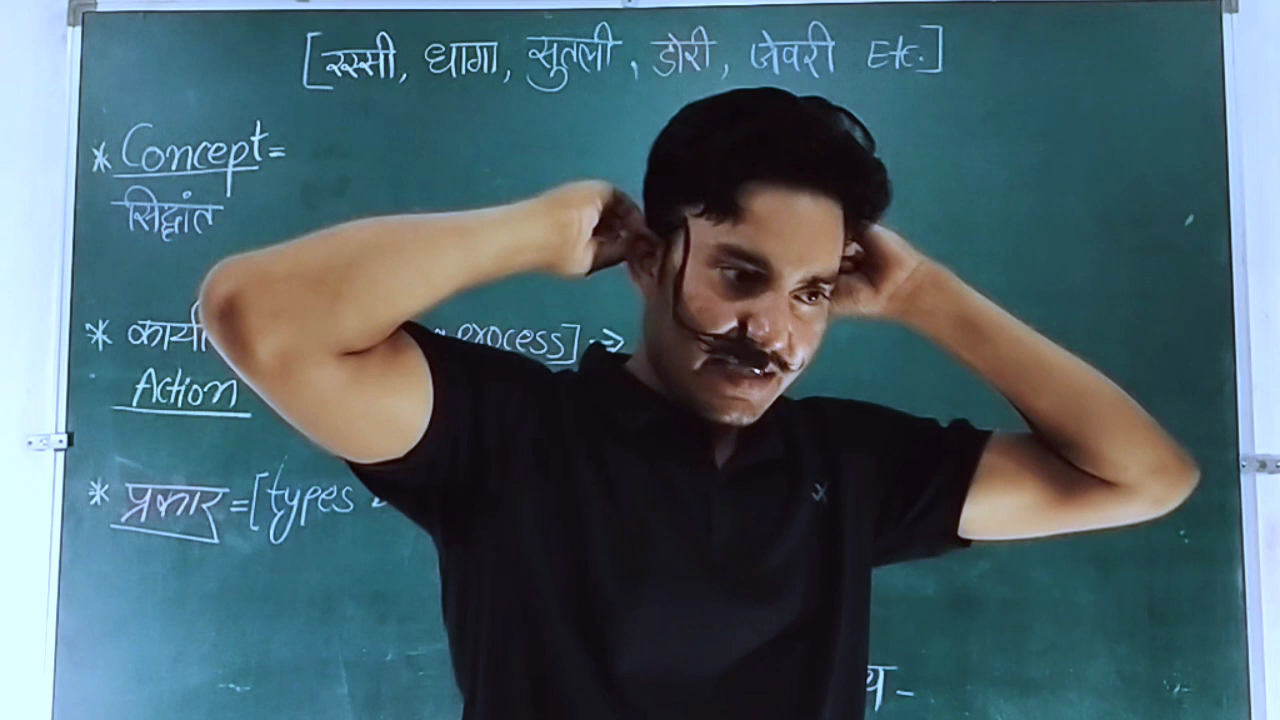 [रस्सी, धागा, सुतली, डोरी, जेवरी Etc.]
* Concept=
सिद्धांत
* कार्य process] →
Action
* प्रकार = [types